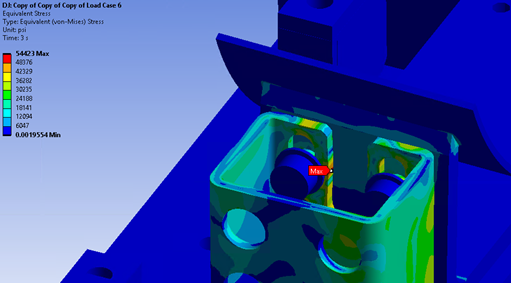 D: Copy of Copy of Copy of Load Case 6
Equivalent Stress
Type: Equivalent (von-Mises) Stress
Unit: psi
Time: 3 s
54423 Max
48376
42329
36282
30235
24188
18141
12094
6047
0.0019554 Min
Max